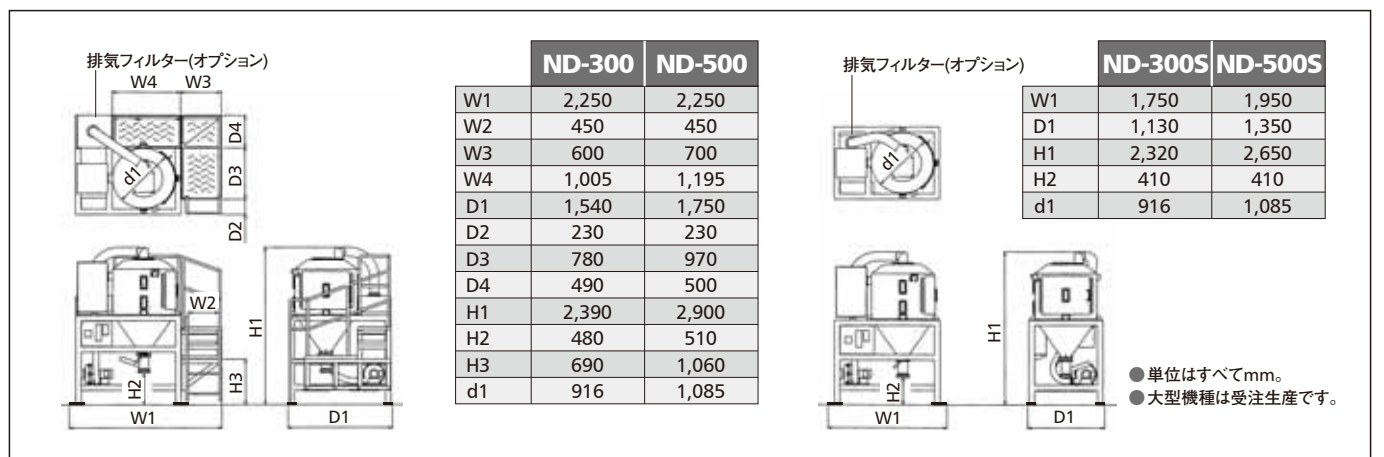 排気フィルター(オプション)
W4 W3
D4
D3
D2
d1
W2
H1
H2
H3
W1
D1
ND-300 ND-500
W1 2,250 2,250
W2 450 450
W3 600 700
W4 1,005 1,195
D1 1,540 1,750
D2 230 230
D3 780 970
D4 490 500
H1 2,390 2,900
H2 480 510
H3 690 1,060
d1 916 1,085
排気フィルター(オプション)
d1
H1
H2
W1
D1
ND-300S ND-500S
W1 1,750 1,950
D1 1,130 1,350
H1 2,320 2,650
H2 410 410
d1 916 1,085
●単位はすべてmm。
●大型機種は受注生産です。